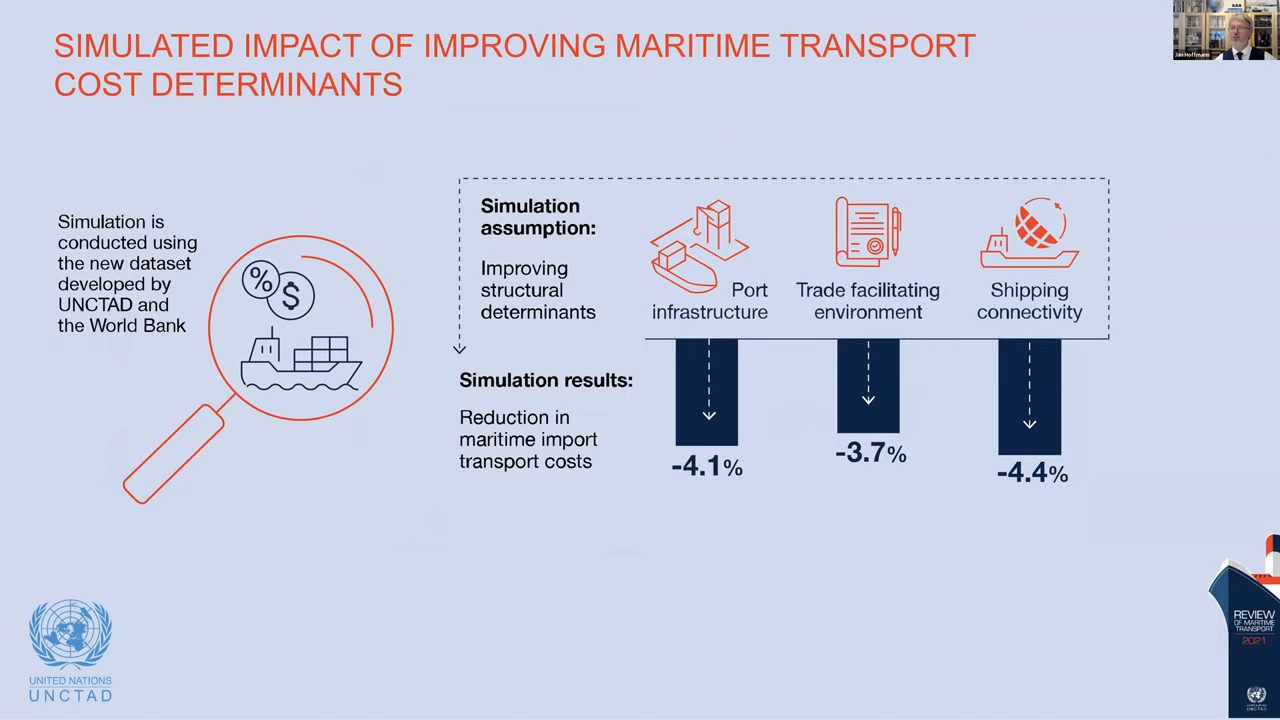 SIMULATED IMPACT OF IMPROVING MARITIME TRANSPORT
COST DETERMINANTS
Jan Hoffmann
Simulation is
conducted using
the new dataset
developed by
UNCTAD and
the World Bank
%
$
Simulation
assumption:
Improving
structural
determinants
Port
infrastructure
Trade facilitating
environment
Shipping
connectivity
Simulation results:
Reduction in
maritime import
transport costs
-4.1%
-3.7%
-4.4%
UNITED NATIONS
UNCTAD
REVIEW
OF MARITIME
TRANSPORT
2021